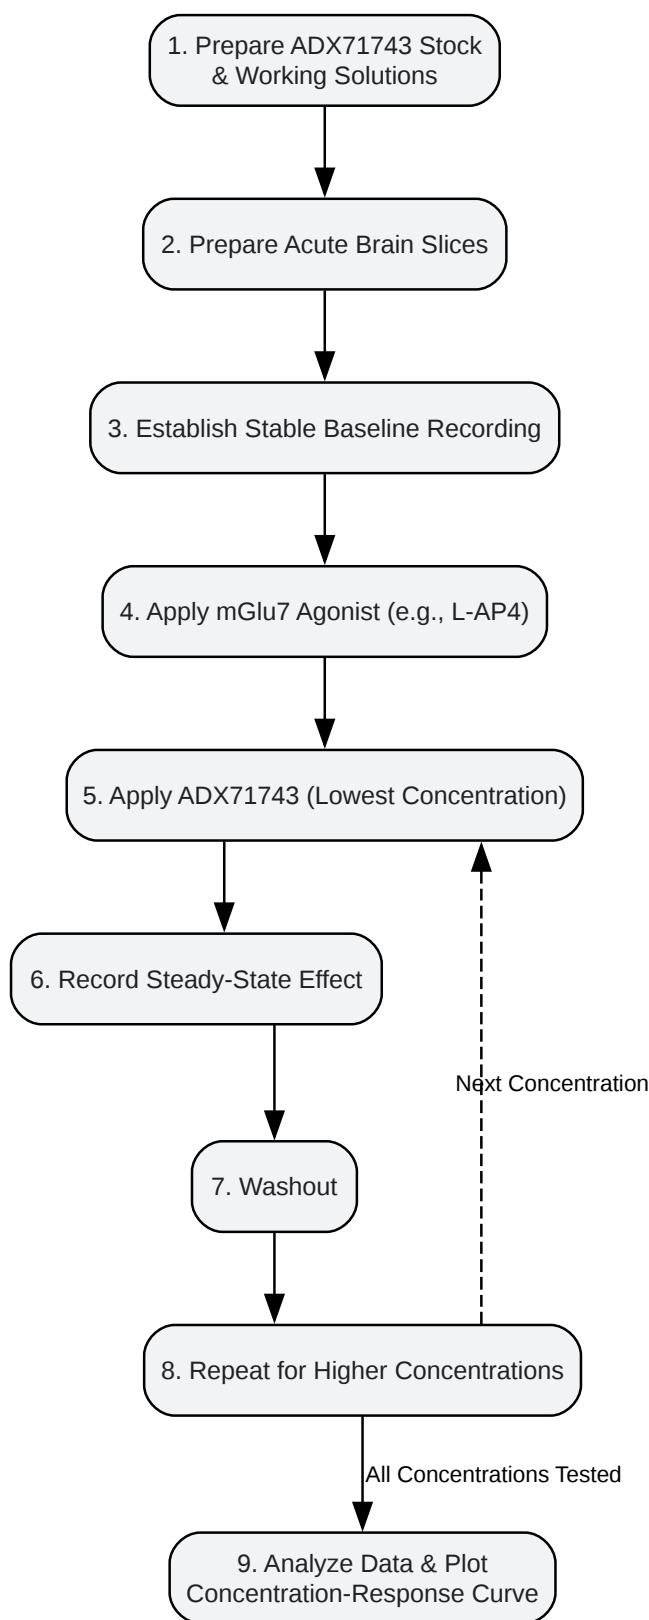 1. Prepare ADX71743 Stock
& Working Solutions
2. Prepare Acute Brain Slices
3. Establish Stable Baseline Recording
4. Apply mGlu7 Agonist (e.g., L-AP4)
5. Apply ADX71743 (Lowest Concentration)
6. Record Steady-State Effect
Next Concentration
7. Washout
8. Repeat for Higher Concentrations
All Concentrations Tested
9. Analyze Data & Plot
Concentration-Response Curve